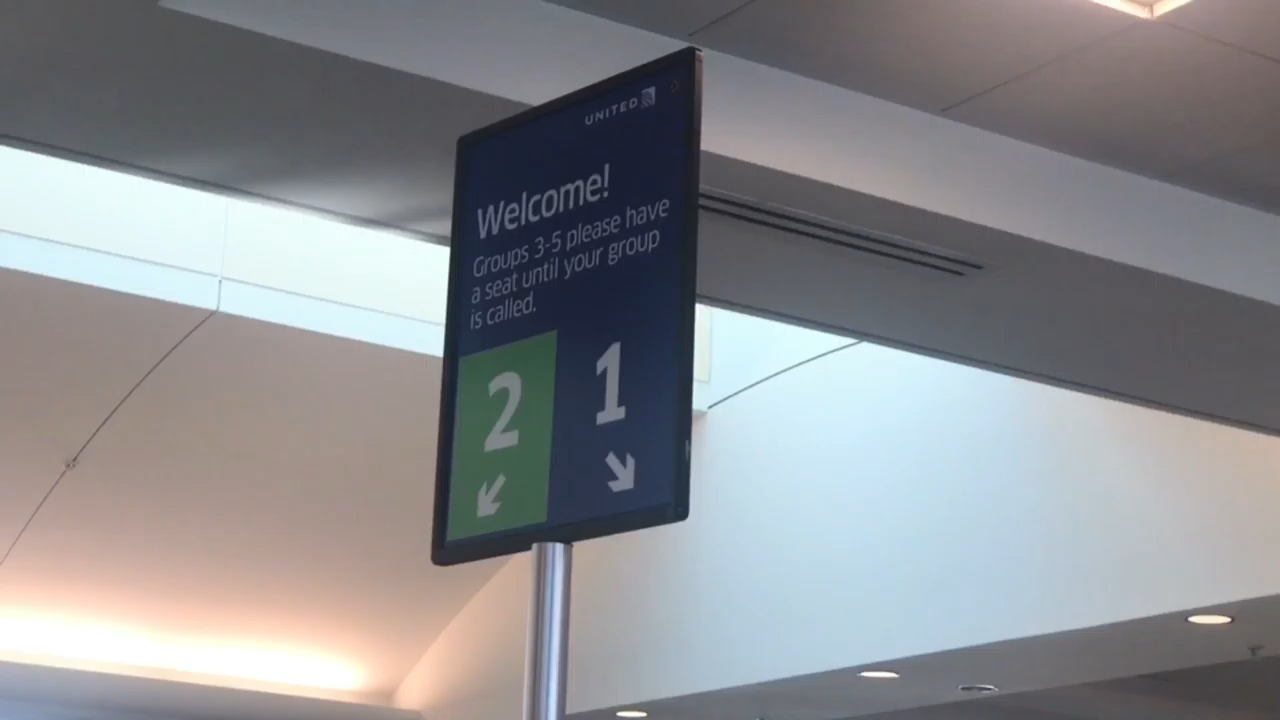 UNITED
Welcome!
Groups 3-5 please have
a seat until your group
is called.
2
1